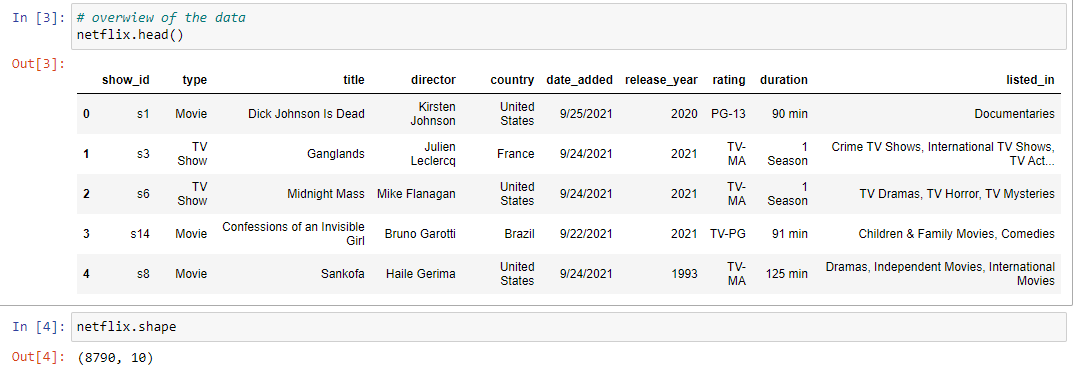 In [3]: # overwiew of the data
netflix.head()
Out[3]:
show_id type title director country date_added release_year rating duration listed_in
0 s1 Movie Dick Johnson Is Dead Kirsten Johnson United States 9/25/2021 2020 PG-13 90 min Documentaries
1 s3 TV Show Ganglands Julien Leclercq France 9/24/2021 2021 TV-MA 1 Season Crime TV Shows, International TV Shows, TV Act...
2 s6 TV Show Midnight Mass Mike Flanagan United States 9/24/2021 2021 TV-MA 1 Season TV Dramas, TV Horror, TV Mysteries
3 s14 Movie Confessions of an Invisible Girl Bruno Garotti Brazil 9/22/2021 2021 TV-PG 91 min Children & Family Movies, Comedies
4 s8 Movie Sankofa Haile Gerima United States 9/24/2021 1993 TV-MA 125 min Dramas, Independent Movies, International Movies
In [4]: netflix.shape
Out[4]: (8790, 10)